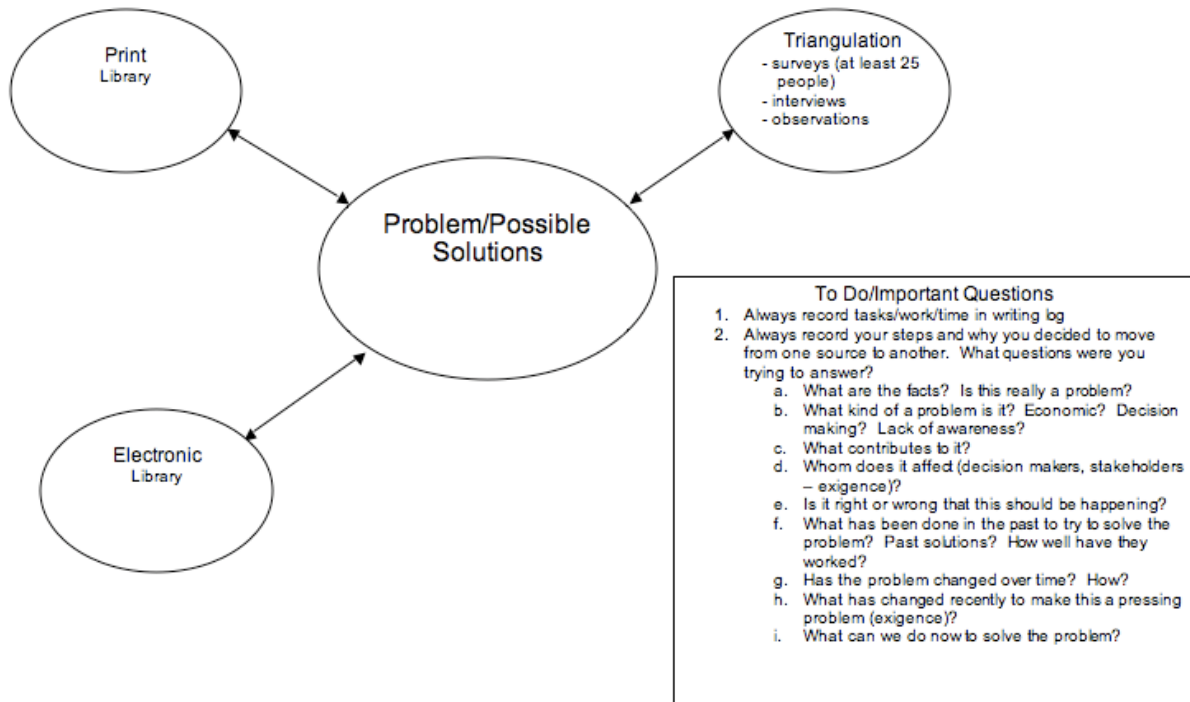 Print
Library
Triangulation
- surveys (at least 25
people)
- interviews
- observations
Problem/Possible
Solutions
Electronic
Library
To Do/Important Questions
1. Always record tasks/work/time in writing log
2. Always record your steps and why you decided to move
from one source to another. What questions were you
trying to answer?
a. What are the facts? Is this really a problem?
b. What kind of a problem is it? Economic? Decision
making? Lack of awareness?
c. What contributes to it?
d. Whom does it affect (decision makers, stakeholders
– exigence)?
e. Is it right or wrong that this should be happening?
f. What has been done in the past to try to solve the
problem? Past solutions? How well have they
worked?
g. Has the problem changed over time? How?
h. What has changed recently to make this a pressing
problem (exigence)?
i. What can we do now to solve the problem?